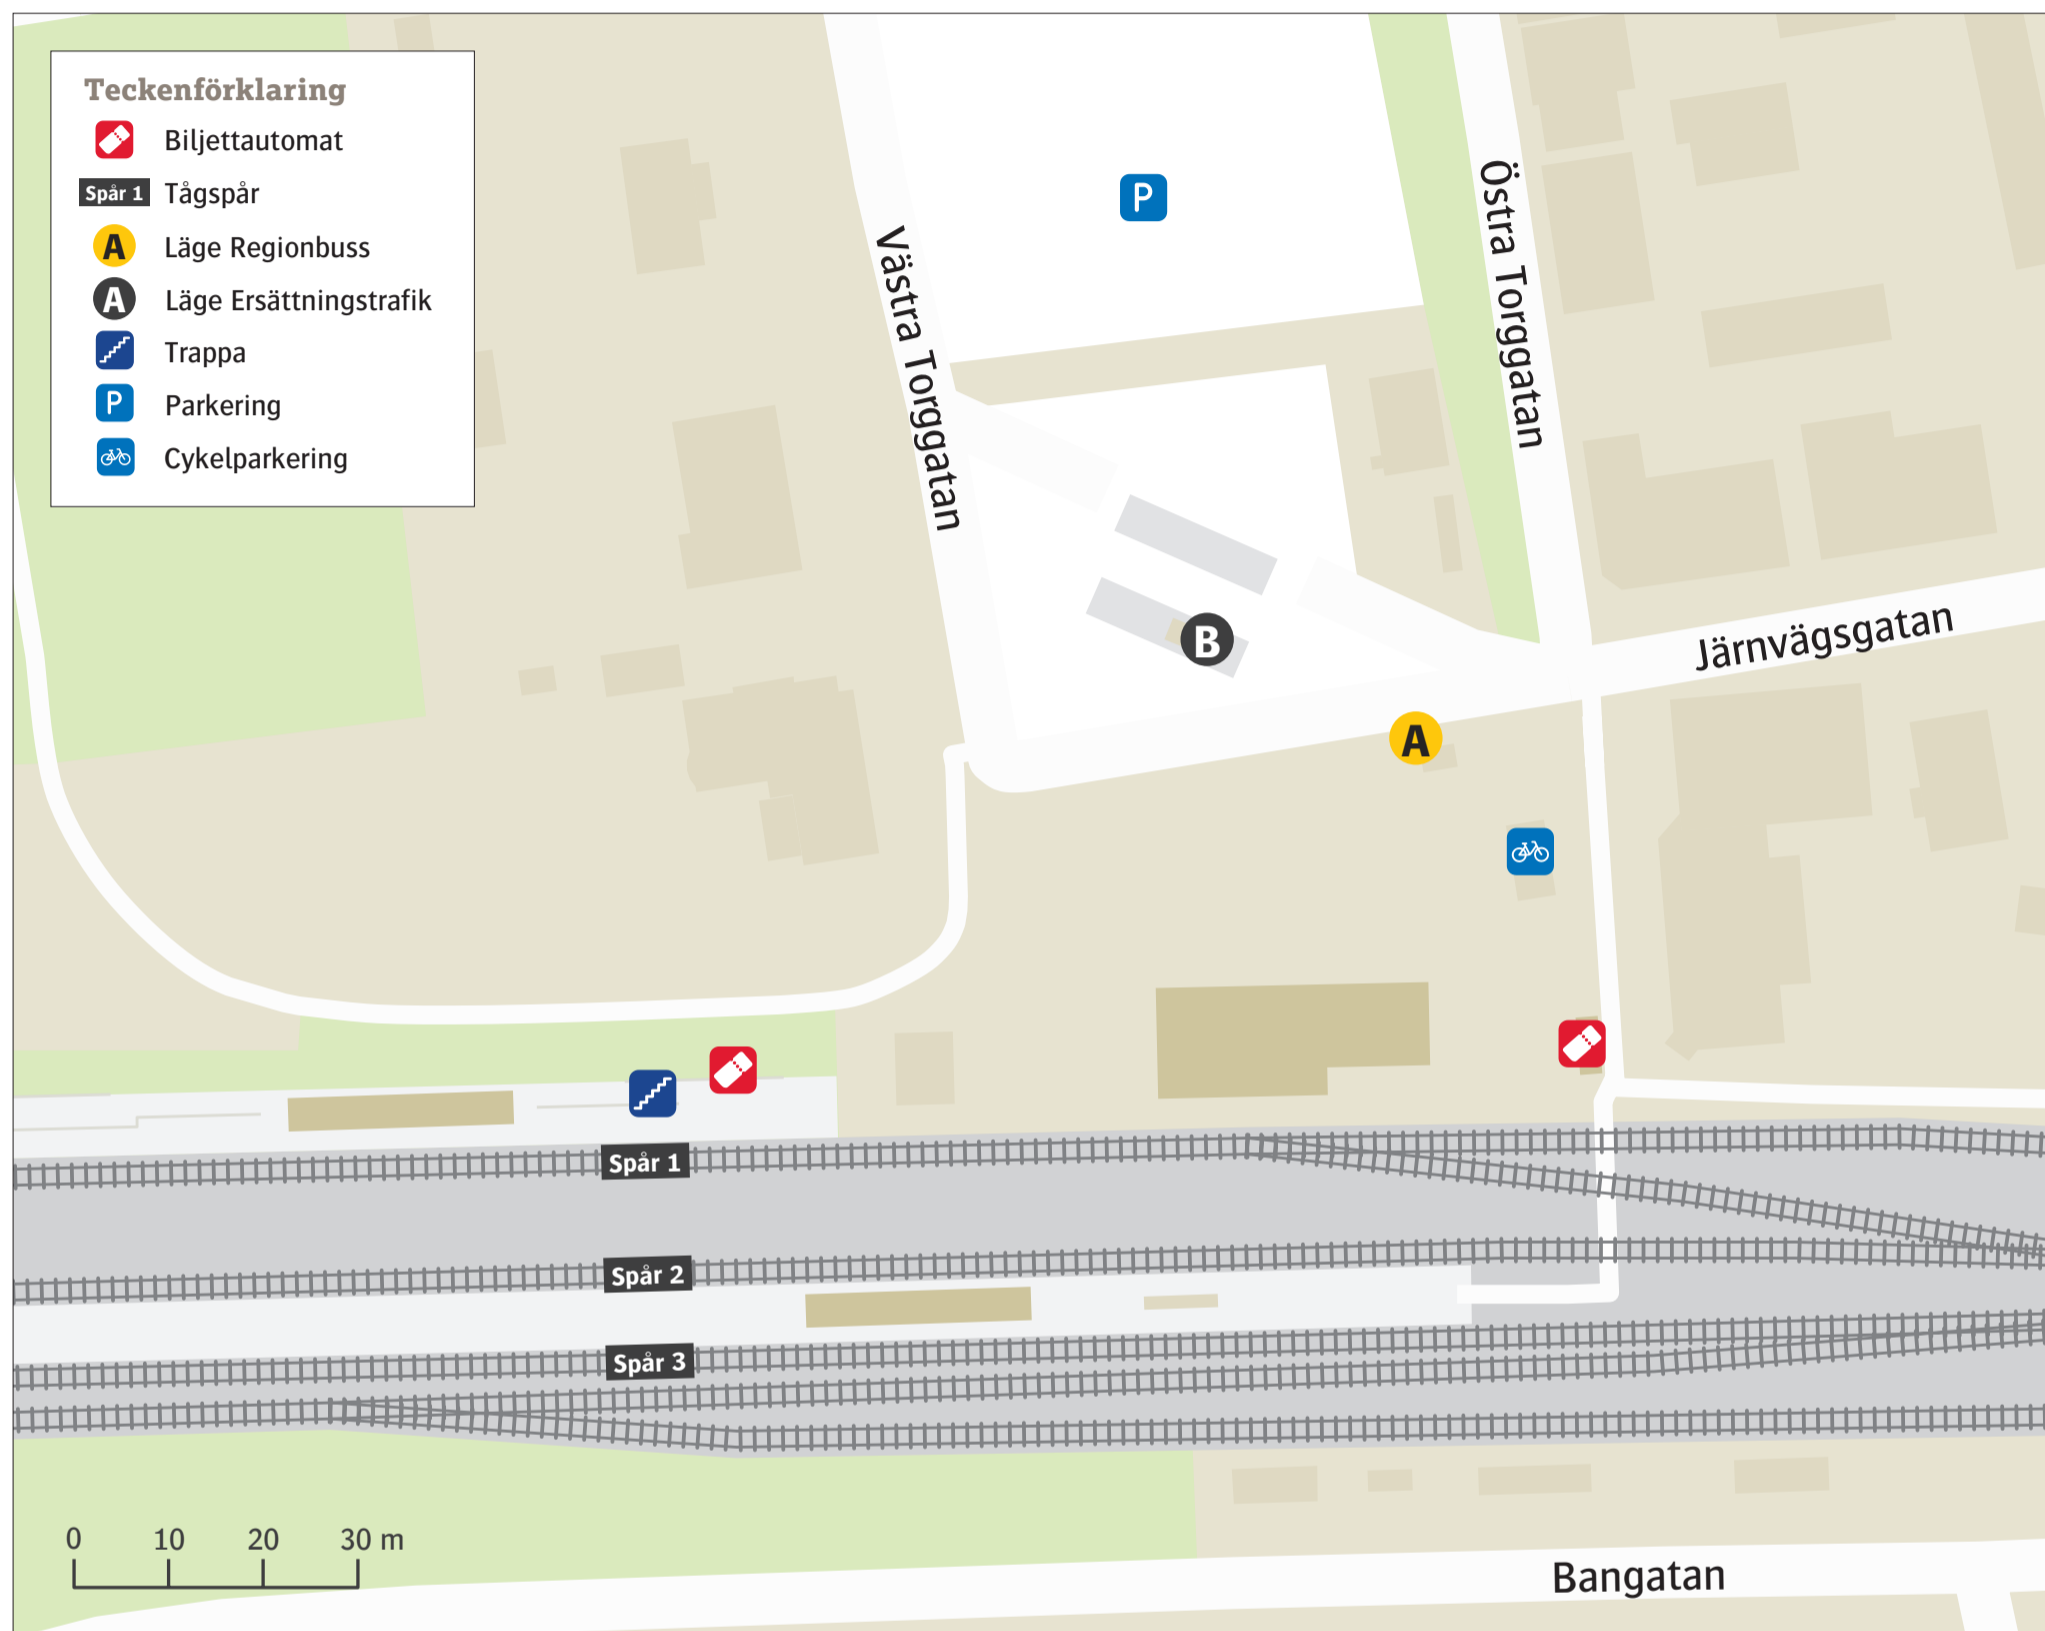 Teckenförklaring
Biljettautomat
Spår 1 Tågspår
A Läge Regionbuss
A Läge Ersättningstrafik
Trappa
P Parkering
Cykelparkering
P
Västra Torggatan
Östra Torggatan
Järnvägsgatan
B
A
Spår 1
Spår 2
Spår 3
0 10 20 30 m
Bangatan